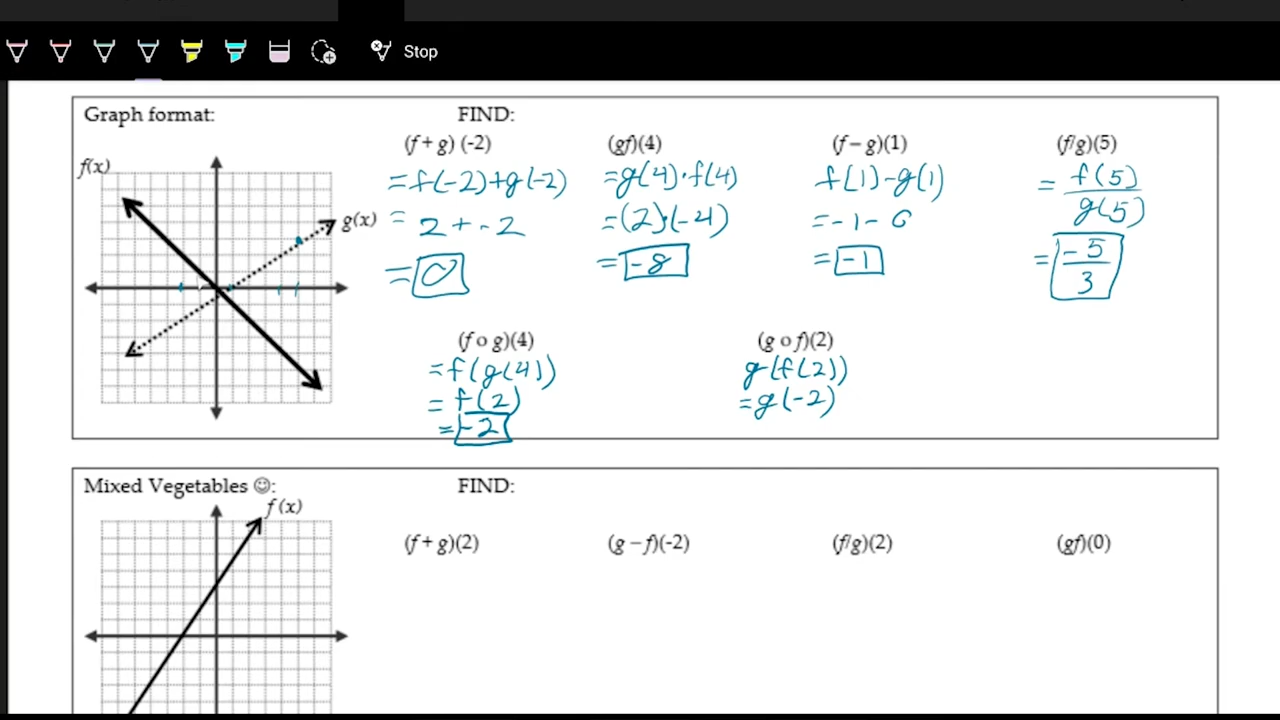 Stop
Graph format:
FIND:
f(x)
g(x)
(f + g) (-2)
= f(-2)+g(-2)
= 2 + -2
= 0
(gf)(4)
= g(4)·f(4)
= (2)·(-4)
= -8
(f – g)(1)
f(1)-g(1)
= -1 - 0
= -1
(f/g)(5)
= f(5)/g(5)
= -5/3
(f o g)(4)
= f(g(4))
= f(2)
= -2
(g o f)(2)
g(f(2))
= g(-2)
Mixed Vegetables ☺:
FIND:
f (x)
(f + g)(2)
(g – f)(-2)
(f/g)(2)
(gf)(0)